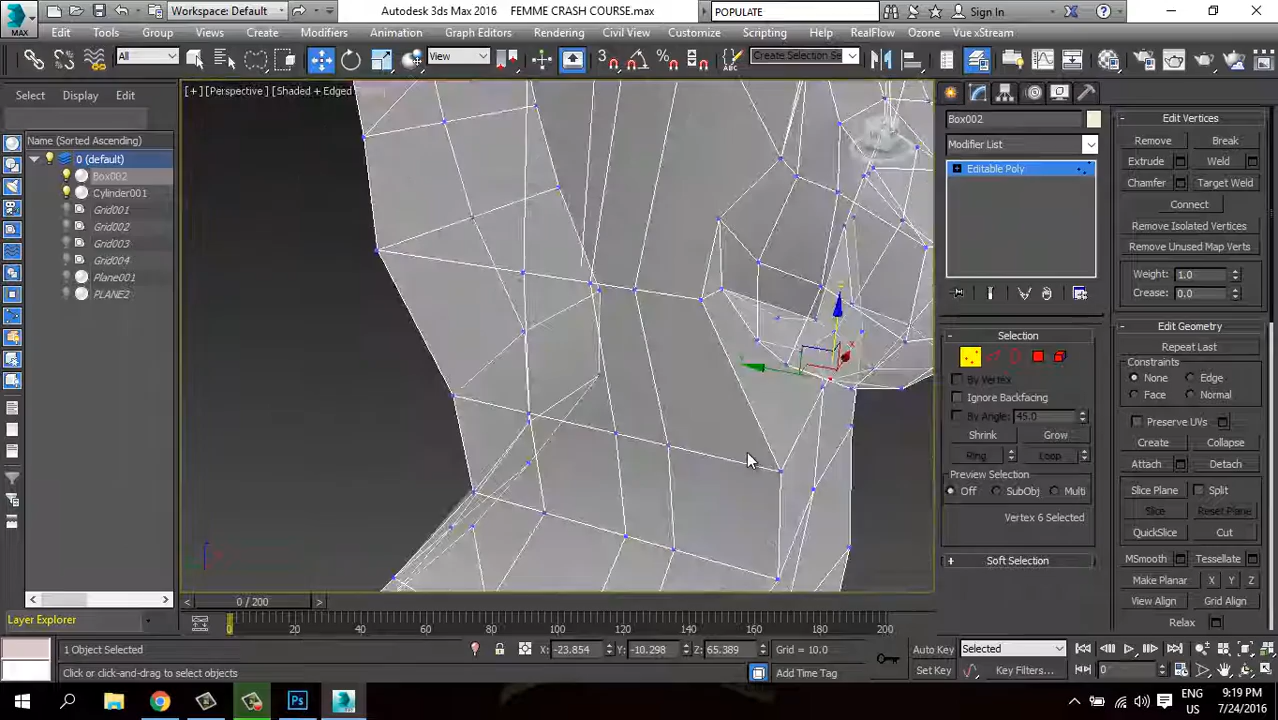 Workspace: Default
Autodesk 3ds Max 2016 FEMME CRASH COURSE.max
POPULATE
Sign In
MAX
Edit Tools Group Views Create Modifiers Animation Graph Editors Rendering Civil View Customize Scripting Help RealFlow Ozone Vue xStream
All
View
Create Selection Se
Select Display Edit
[+] [Perspective] [Shaded + Edged
Name (Sorted Ascending)
0 (default)
Box002
Cylinder001
Grid001
Grid002
Grid003
Grid004
Plane001
PLANE2
Layer Explorer
Box002
Modifier List
Editable Poly
Selection
By Vertex
Ignore Backfacing
By Angle: 45.0
Shrink Grow
Ring Loop
Preview Selection
Off SubObj Multi
Vertex 6 Selected
Soft Selection
Edit Vertices
Remove Break
Extrude Weld
Chamfer Target Weld
Connect
Remove Isolated Vertices
Remove Unused Map Verts
Weight: 1.0
Crease: 0.0
Edit Geometry
Repeat Last
Constraints
None Edge
Face Normal
Preserve UVs
Create Collapse
Attach Detach
Slice Plane Split
Slice Reset Plane
QuickSlice Cut
MSmooth Tessellate
Make Planar X Y Z
View Align Grid Align
Relax
0 / 200
0 20 40 60 80 100 120 140 160 180 200
1 Object Selected
X: -23.854 Y: -10.298 Z: 65.389 Grid = 10.0
Auto Key Selected
Click or click-and-drag to select objects
Add Time Tag
Set Key Key Filters... 0
ENG
US
9:19 PM
7/24/2016